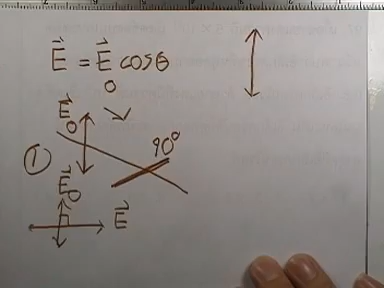 E⃗ = E⃗₀ cosθ
E⃗₀
90°
①
E⃗₀
E⃗